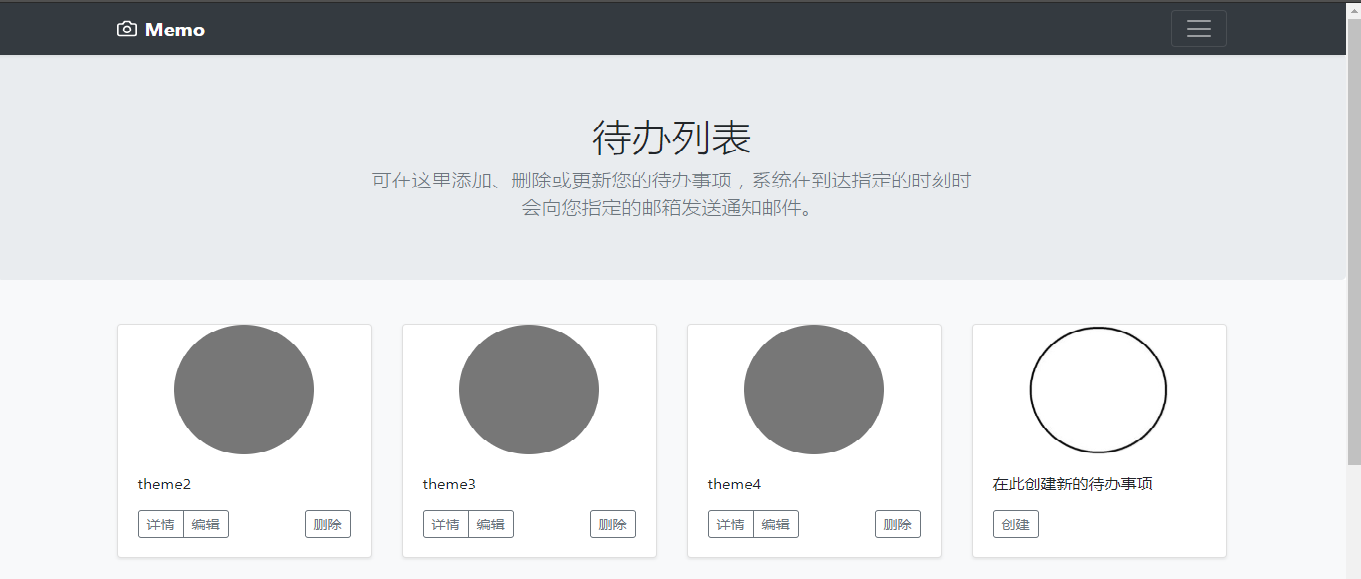 Memo
待办列表
可在这里添加、删除或更新您的待办事项，系统在到达指定的时刻时
会向您指定的邮箱发送通知邮件。
theme2
详情 编辑 删除
theme3
详情 编辑 删除
theme4
详情 编辑 删除
在此创建新的待办事项
创建